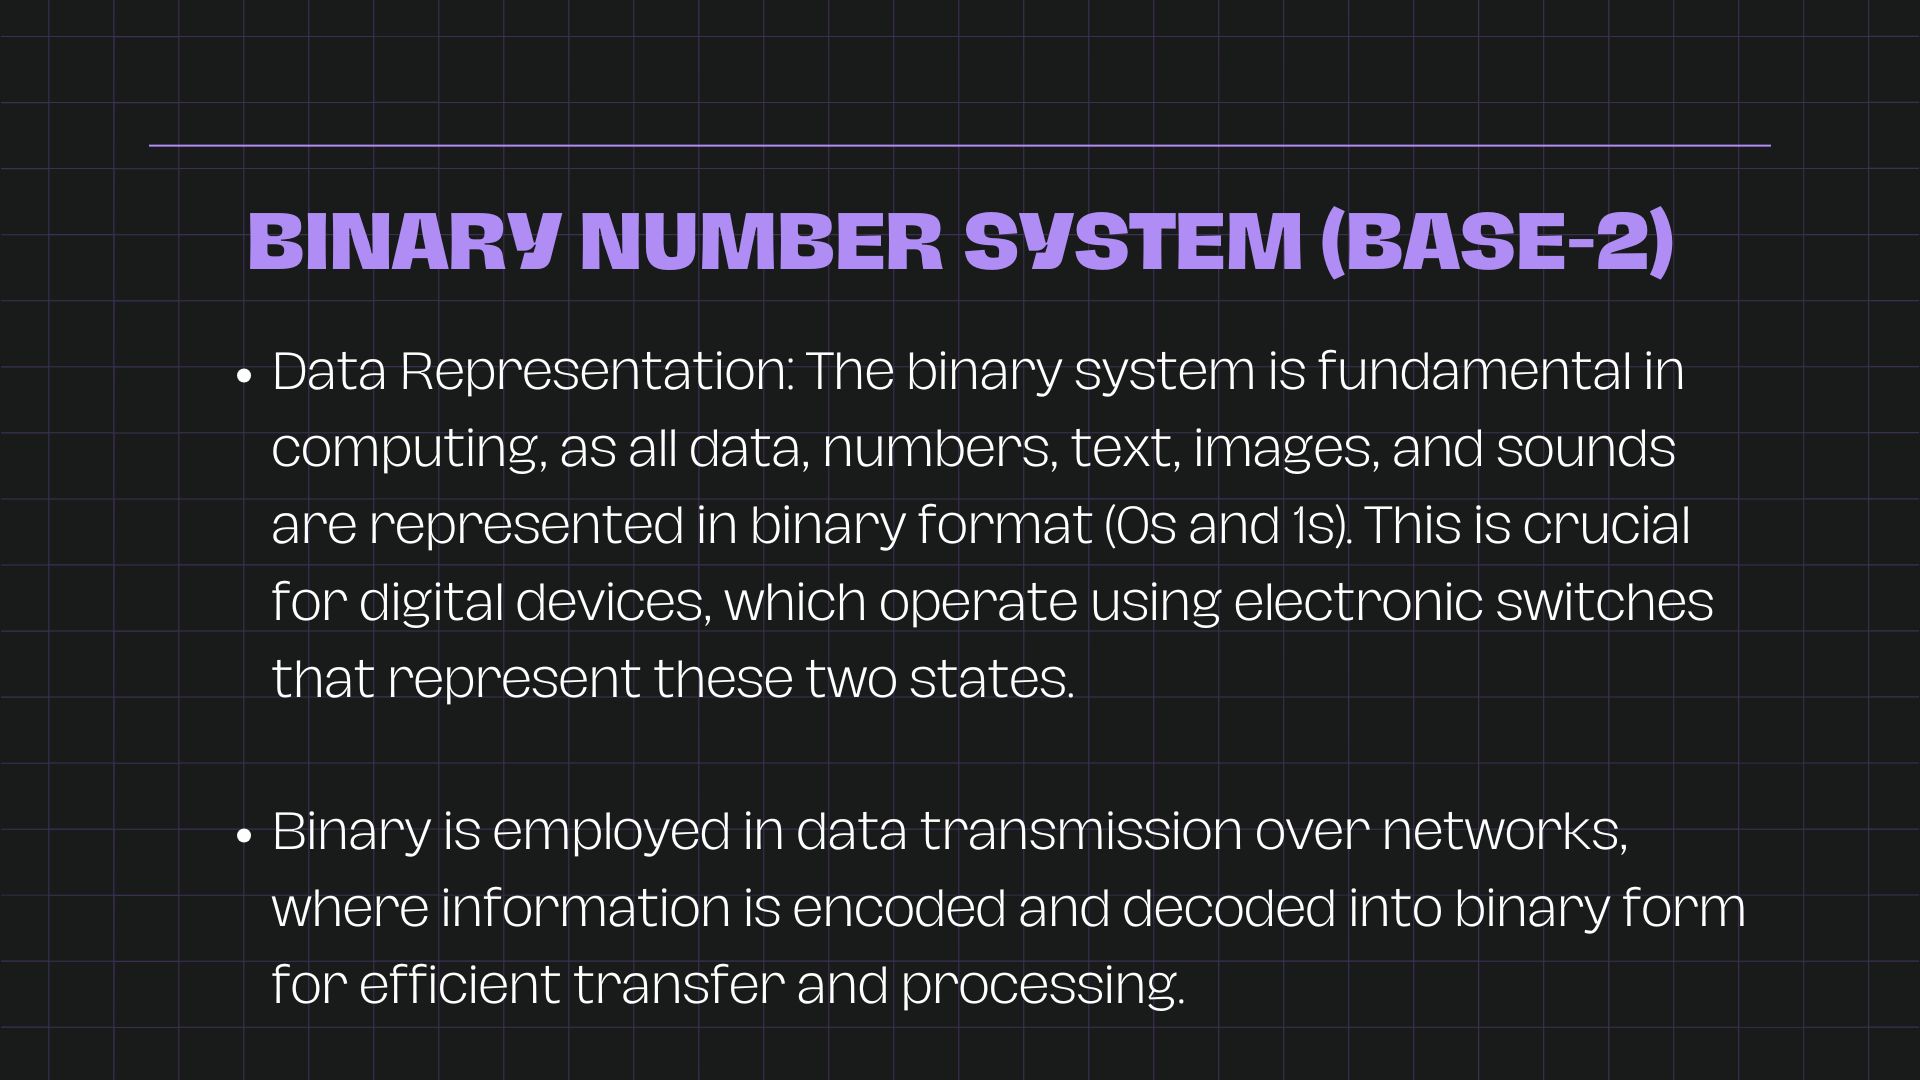 BINARY NUMBER SYSTEM (BASE-2)
• Data Representation: The binary system is fundamental in
computing, as all data, numbers, text, images, and sounds
are represented in binary format (0s and 1s). This is crucial
for digital devices, which operate using electronic switches
that represent these two states.
• Binary is employed in data transmission over networks,
where information is encoded and decoded into binary form
for efficient transfer and processing.